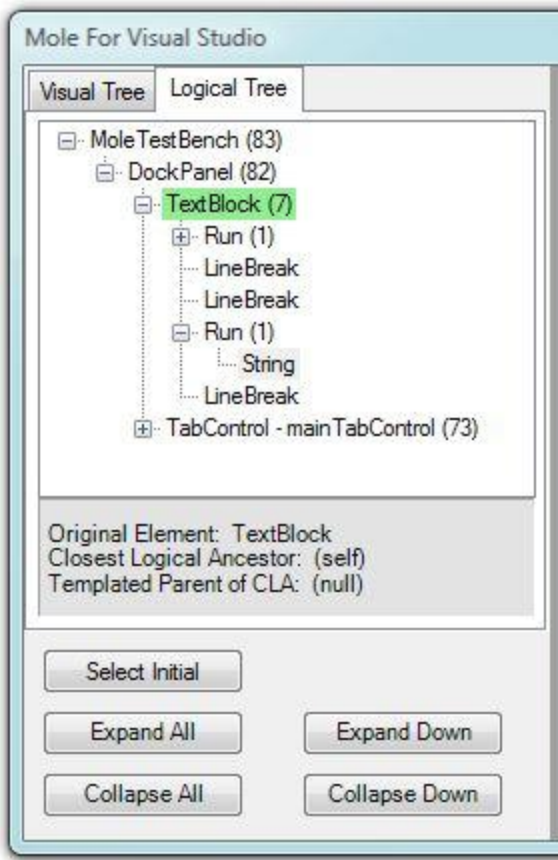 Mole For Visual Studio
Visual Tree
Logical Tree
MoleTestBench (83)
DockPanel (82)
TextBlock (7)
Run (1)
LineBreak
LineBreak
Run (1)
String
LineBreak
TabControl - mainTabControl (73)
Original Element: TextBlock
Closest Logical Ancestor: (self)
Templated Parent of CLA: (null)
Select Initial
Expand All
Expand Down
Collapse All
Collapse Down